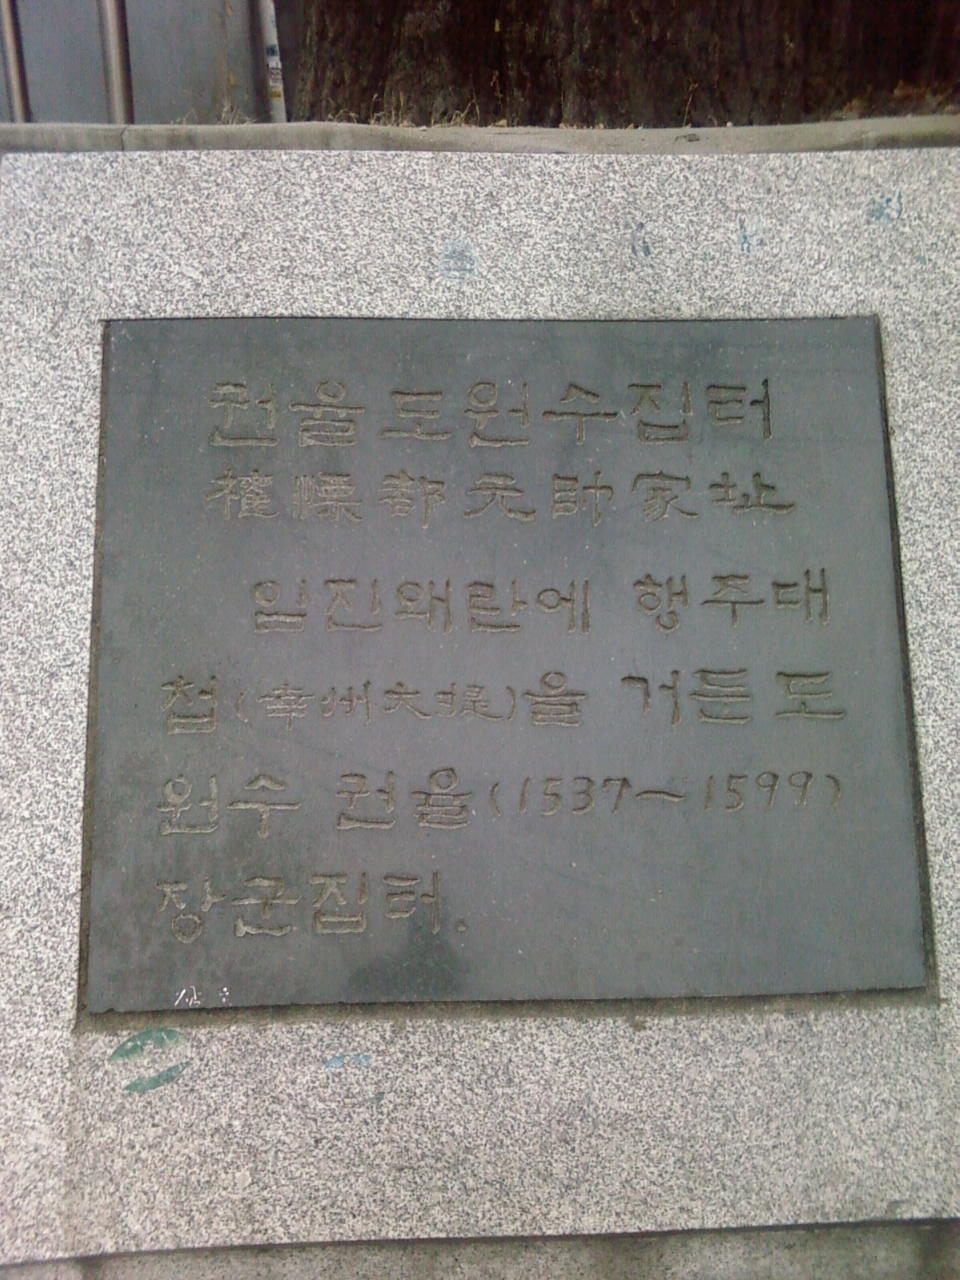 권율도원수집터
權慄都元帥家址
임진왜란에 행주대
첩(幸州大捷)을 거둔 도
원수 권율(1537~1599)
장군집터.